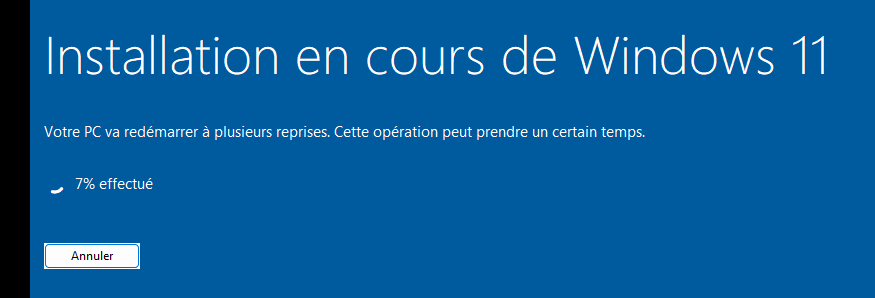 Installation en cours de Windows 11
Votre PC va redémarrer à plusieurs reprises. Cette opération peut prendre un certain temps.
7% effectué
Annuler